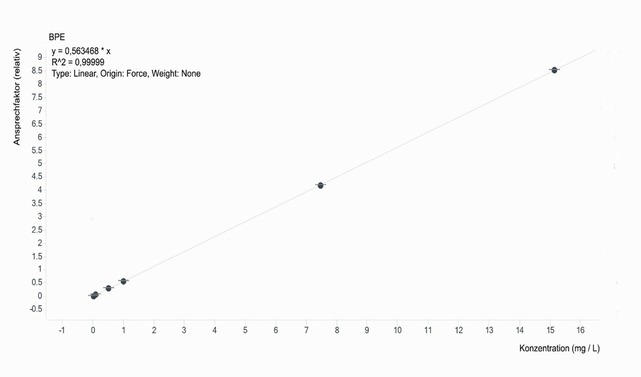 BPE
y = 0,563468 * x
R^2 = 0,99999
Type: Linear, Origin: Force, Weight: None
Ansprechfaktor (relativ)
9
8.5
8
7.5
7
6.5
6
5.5
5
4.5
4
3.5
3
2.5
2
1.5
1
0.5
0
-0.5
-1 0 1 2 3 4 5 6 7 8 9 10 11 12 13 14 15 16
Konzentration (mg / L)